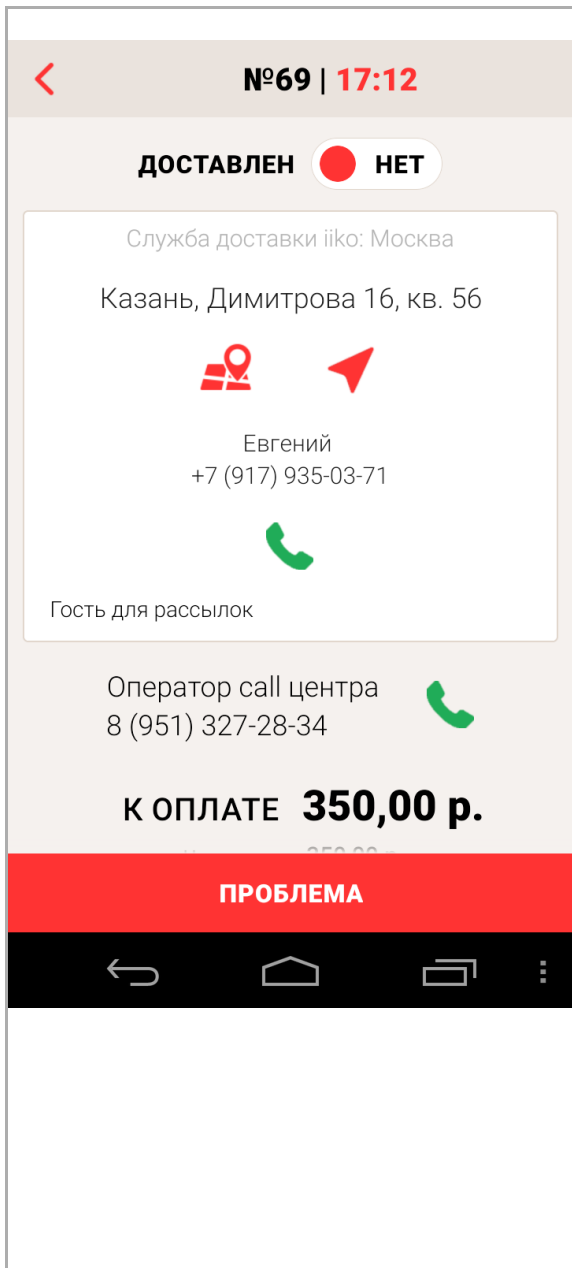 №69 | 17:12
ДОСТАВЛЕН НЕТ
Служба доставки iiko: Москва
Казань, Димитрова 16, кв. 56
Евгений
+7 (917) 935-03-71
Гость для рассылок
Оператор call центра
8 (951) 327-28-34
К ОПЛАТЕ 350,00 р.
ПРОБЛЕМА